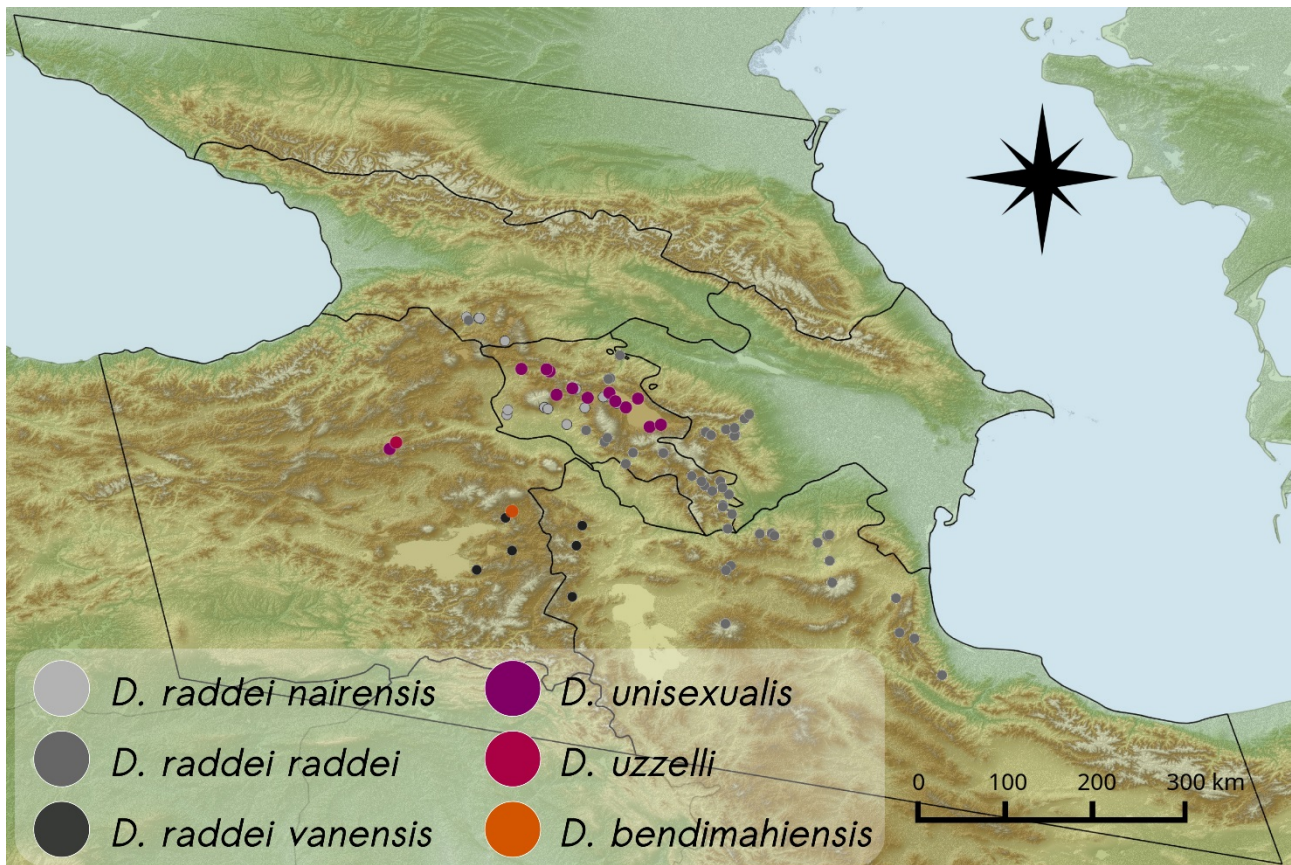 0 100 200 300 km
D. raddei nairensis
D. raddei raddei
D. raddei vanensis
D. unisexualis
D. uzzelli
D. bendimahiensis